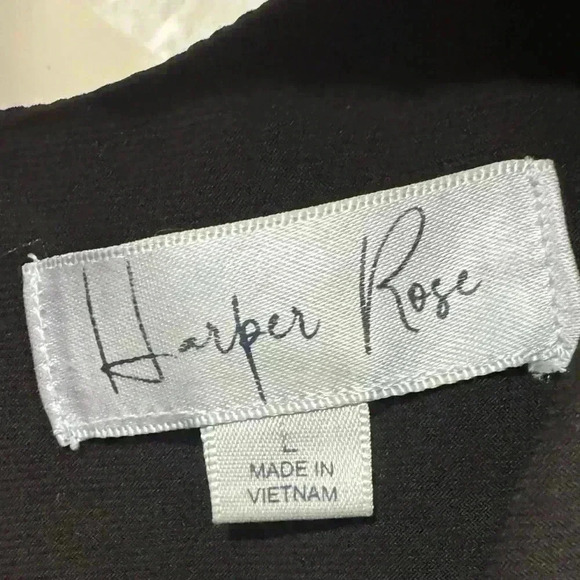 Harper Rose
L
MADE IN
VIETNAM